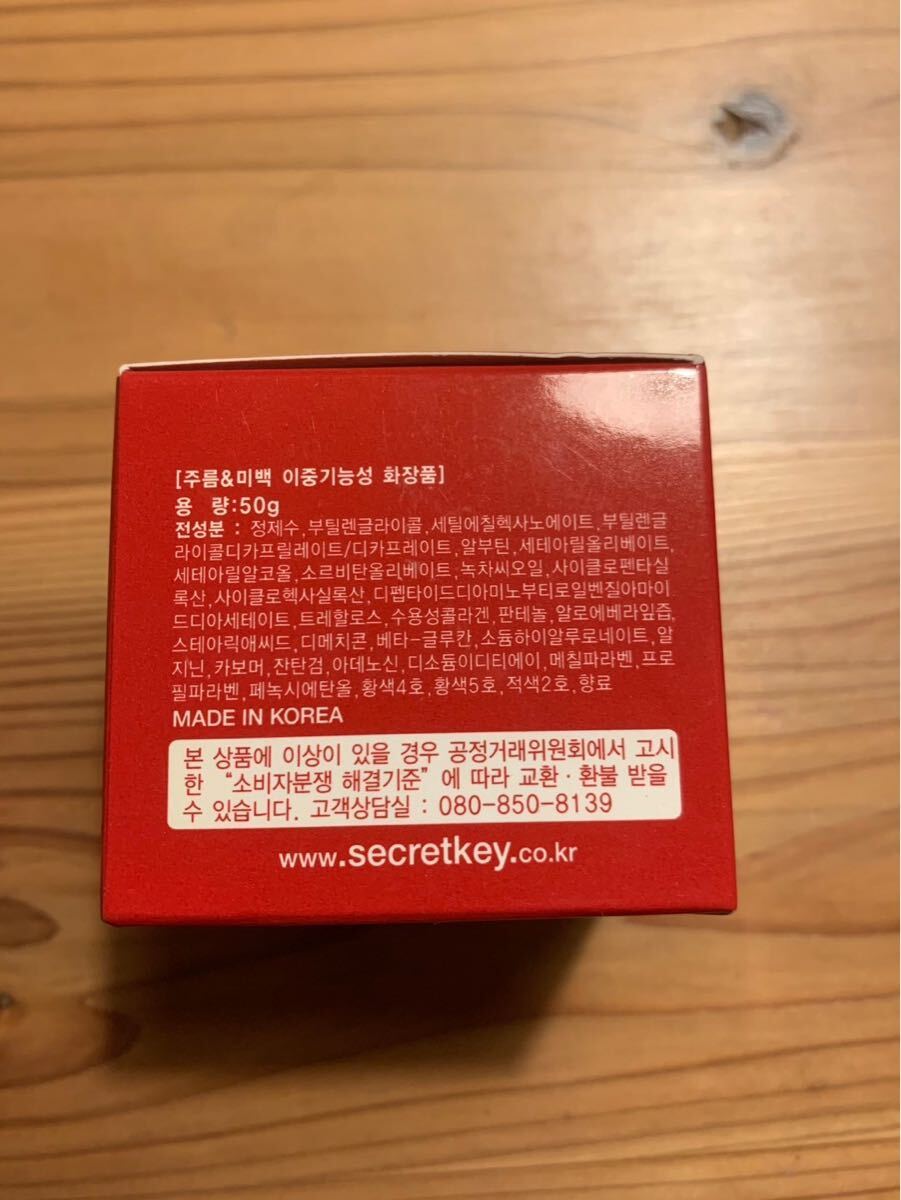 [주름&미백 이중기능성 화장품]
용 량:50g
전성분 : 정제수,부틸렌글라이콜,세틸에칠헥사노에이트,부틸렌글
라이콜디카프릴레이트/디카프레이트,알부틴,세테아릴올리베이트,
세테아릴알코올,소르비탄올리베이트,녹차씨오일,사이클로펜타실
록산,사이클로헥사실록산,디펩타이드디아미노부티로일벤질아마이
드디아세테이트,트레할로스,수용성콜라겐,판테놀,알로에베라잎즙,
스테아릭애씨드,디메치콘,베타-글루칸,소듐하이알루로네이트,알
지닌,카보머,잔탄검,아데노신,디소듐이디티에이,메칠파라벤,프로
필파라벤,페녹시에탄올,황색4호,황색5호,적색2호,향료
MADE IN KOREA
본 상품에 이상이 있을 경우 공정거래위원회에서 고시
한 “소비자분쟁 해결기준”에 따라 교환·환불 받을
수 있습니다. 고객상담실 : 080-850-8139
www.secretkey.co.kr